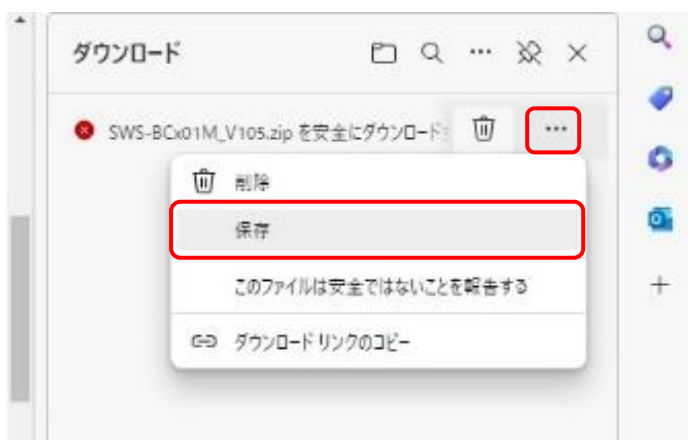 ダウンロード
SWS-BCx01M_V105.zip を安全にダウンロード
削除
保存
このファイルは安全ではないことを報告する
ダウンロード リンクのコピー